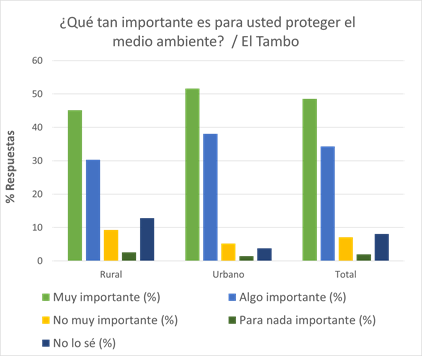 ¿Qué tan importante es para usted proteger el
medio ambiente? / El Tambo
% Respuestas
60
50
40
30
20
10
0
Rural Urbano Total
Muy importante (%) Algo importante (%)
No muy importante (%) Para nada importante (%)
No lo sé (%)